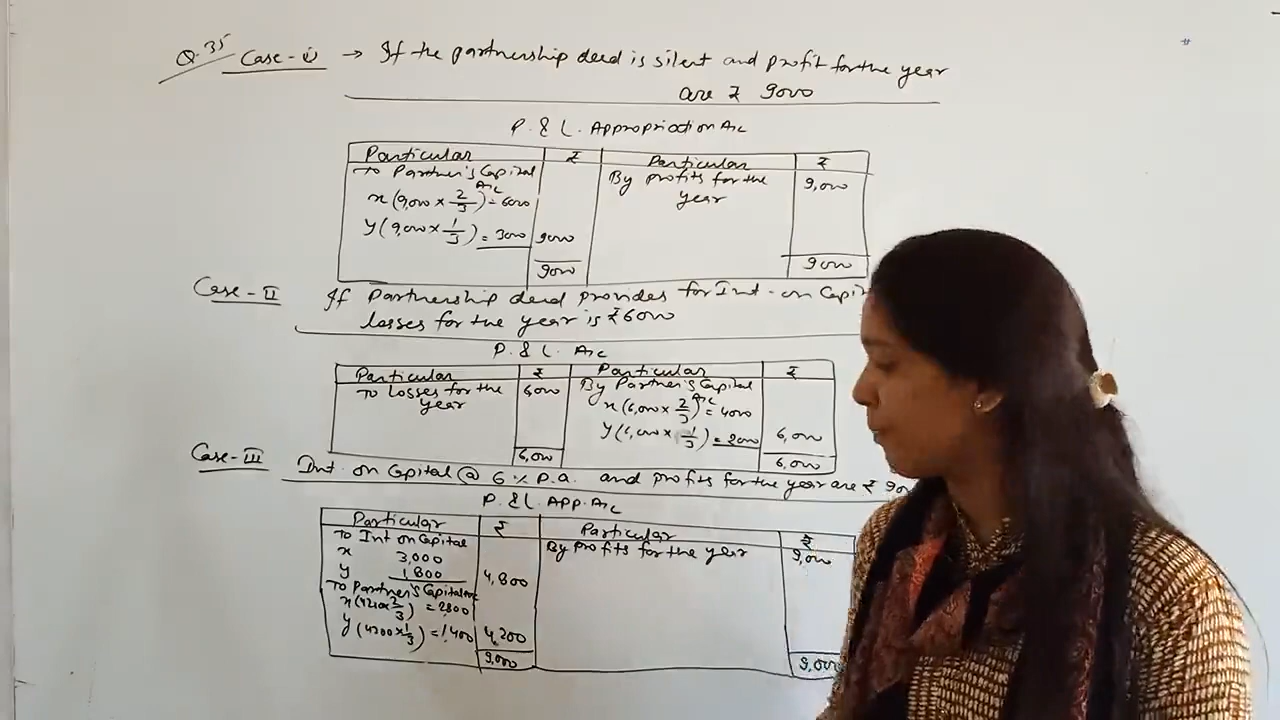 Q.35 Case-i) → If the partnership deed is silent and profit for the year
are ₹ 9000
P. & L. Appropriation A/c
Particular ₹ Particular ₹
To Partner's Capital A/c By profits for the year 9,000
x (9,000 × 2/3) = 6000
y (9,000 × 1/3) = 3000 9000
9000 9000
Case-II If Partnership deed provides for Int. on
losses for the year is ₹ 6000
P. & L. A/c
Particular ₹ Particular ₹
To Losses for the year 6,000 By Partner's Capital A/c
x (6,000 × 2/3) = 4000
y (6,000 × 1/3) = 2000 6,000
6,000 6,000
Case-III Int. on Capital @ 6% P.a. and profits for the year are ₹
P. & L. App. A/c
Particular ₹ Particular ₹
To Int on Capital By Profits for the year 9,000
x 3,000
y 1,800 4,800
To Partner's Capital
x (4200 × 2/3) = 2800
y (4200 × 1/3) = 1,400 4,200
9,000 9,000